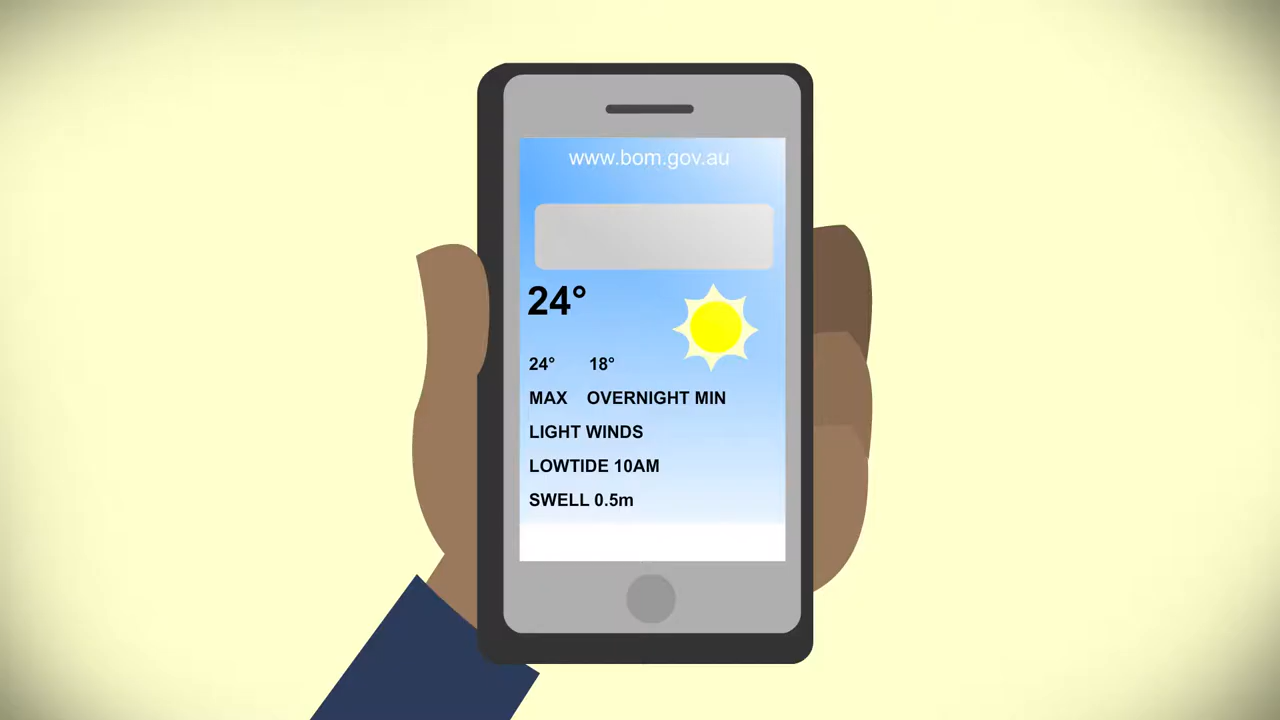 www.bom.gov.au
24°
24° 18°
MAX OVERNIGHT MIN
LIGHT WINDS
LOWTIDE 10AM
SWELL 0.5m